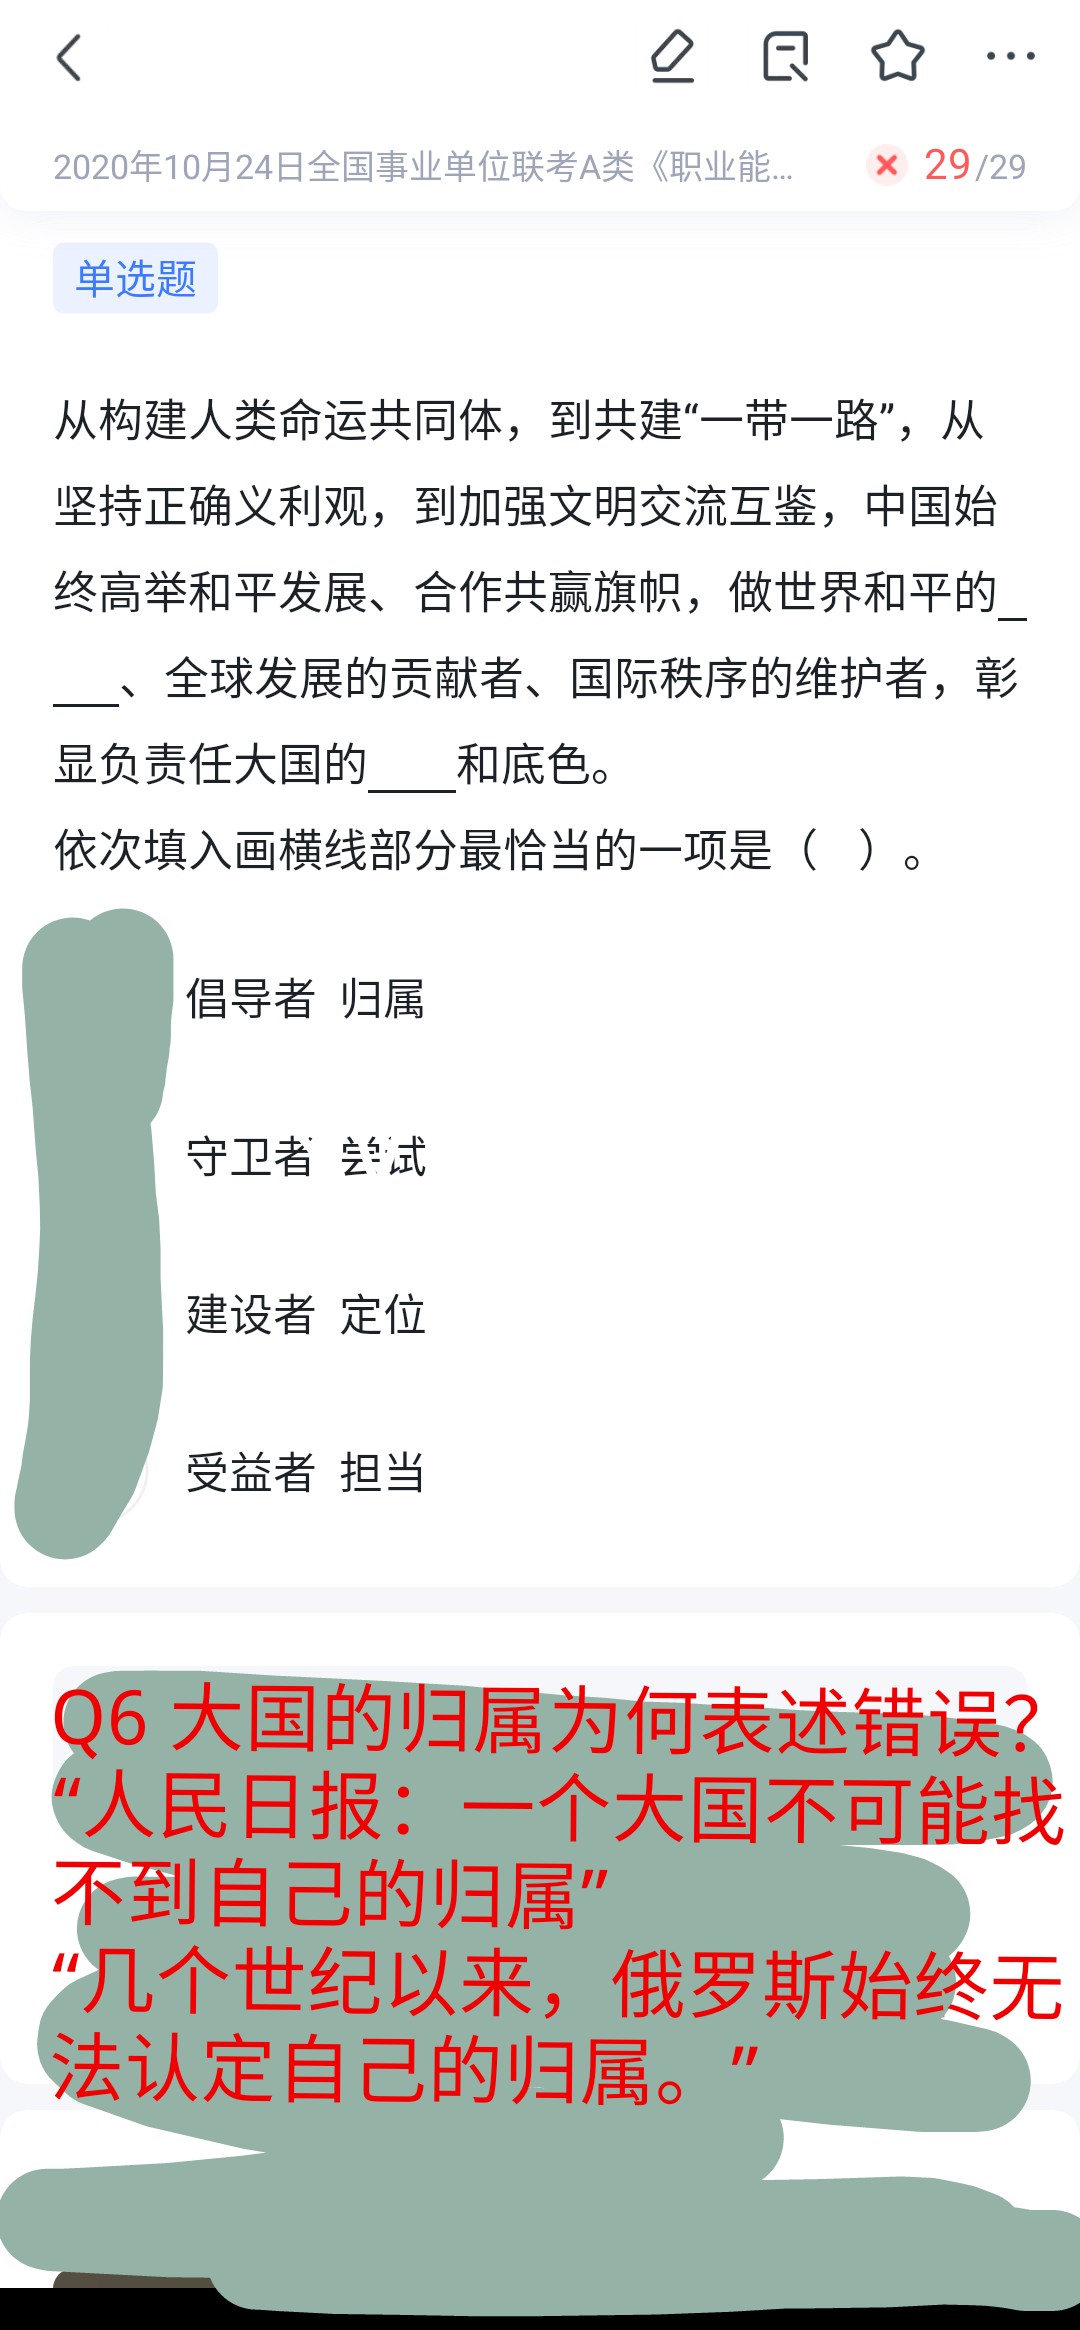 2020年10月24日全国事业单位联考A类《职业能...
29/29
单选题
从构建人类命运共同体，到共建“一带一路”，从
坚持正确义利观，到加强文明交流互鉴，中国始
终高举和平发展、合作共赢旗帜，做世界和平的_
___、全球发展的贡献者、国际秩序的维护者，彰
显负责任大国的____和底色。
依次填入画横线部分最恰当的一项是（ ）。
倡导者 归属
守卫者 尝试
建设者 定位
受益者 担当
Q6 大国的归属为何表述错误？
“人民日报：一个大国不可能找
不到自己的归属”
“几个世纪以来，俄罗斯始终无
法认定自己的归属。”